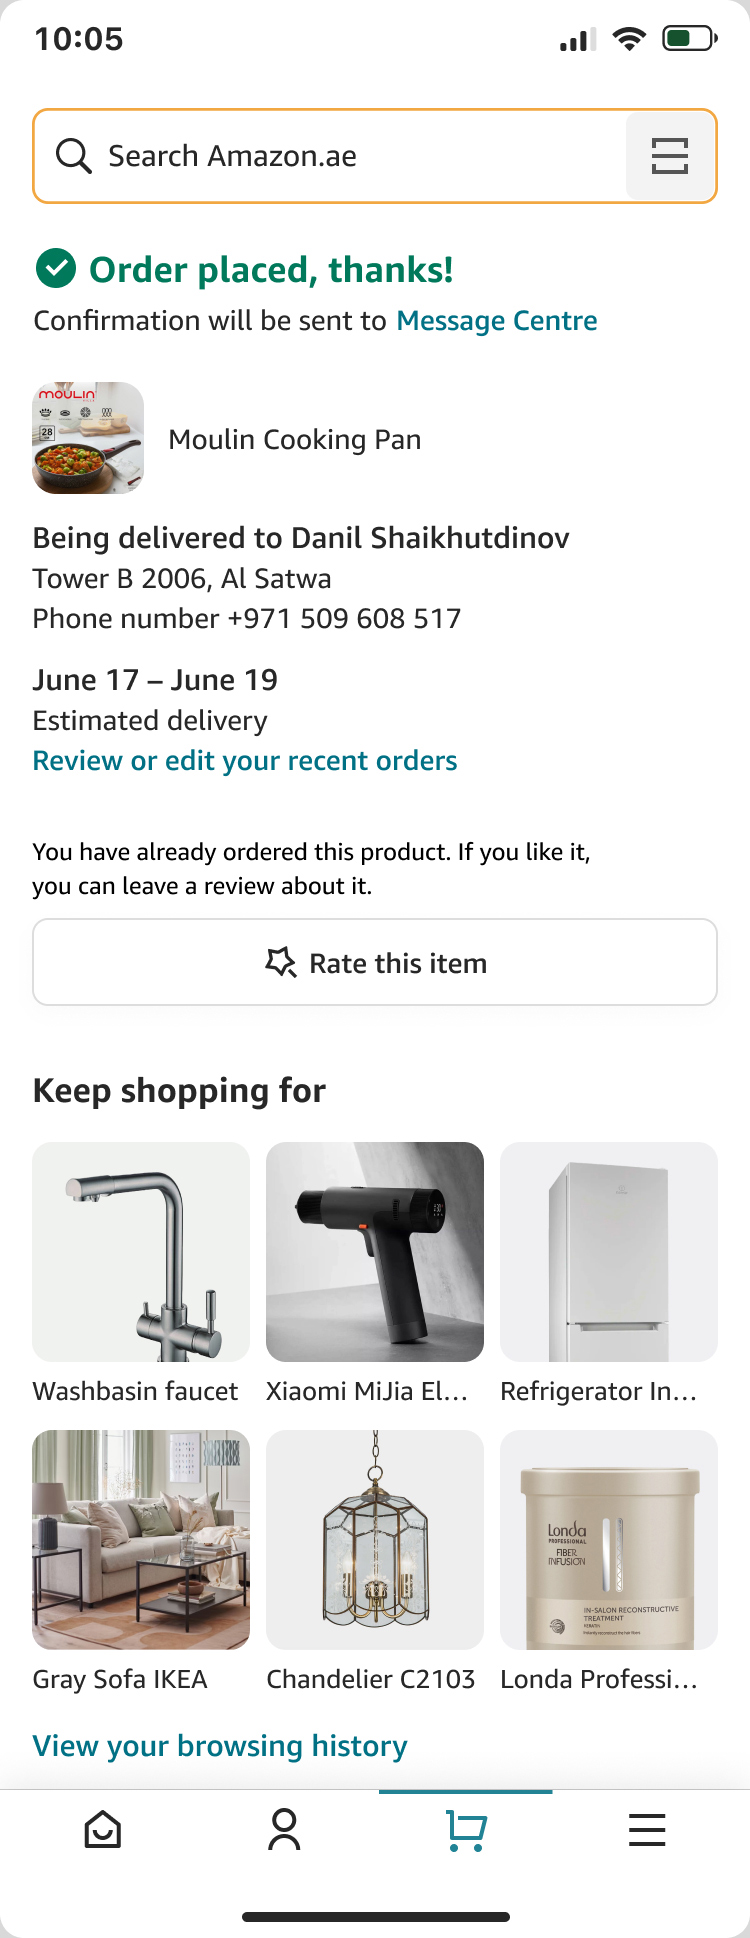 10:05
Search Amazon.ae
Order placed, thanks!
Confirmation will be sent to Message Centre
MOULIN
28
Moulin Cooking Pan
Being delivered to Danil Shaikhutdinov
Tower B 2006, Al Satwa
Phone number +971 509 608 517
June 17 – June 19
Estimated delivery
Review or edit your recent orders
You have already ordered this product. If you like it,
you can leave a review about it.
Rate this item
Keep shopping for
Washbasin faucet
Xiaomi MiJia El...
Refrigerator In...
Londa
PROFESSIONAL
FIBER
INFUSION
IN-SALON RECONSTRUCTIVE
TREATMENT
KERATIN
Gray Sofa IKEA
Chandelier C2103
Londa Professi...
View your browsing history